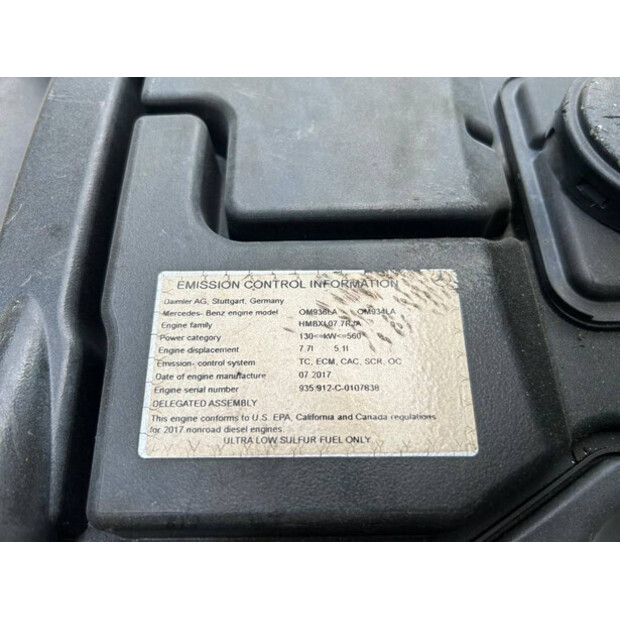 EMISSION CONTROL INFORMATION
Daimler AG, Stuttgart, Germany
Mercedes- Benz engine model OM936LA OM934LA
Engine family HMBXL07.7RJA
Power category 130<=kW<=560
Engine displacement 7.7l 5.1l
Emission- control system TC, ECM, CAC, SCR, OC
Date of engine manufacture 07.2017
Engine serial number 935.912-C-0107838
DELEGATED ASSEMBLY
This engine conforms to U.S. EPA, California and Canada regulations
for 2017 nonroad diesel engines.
ULTRA LOW SULFUR FUEL ONLY